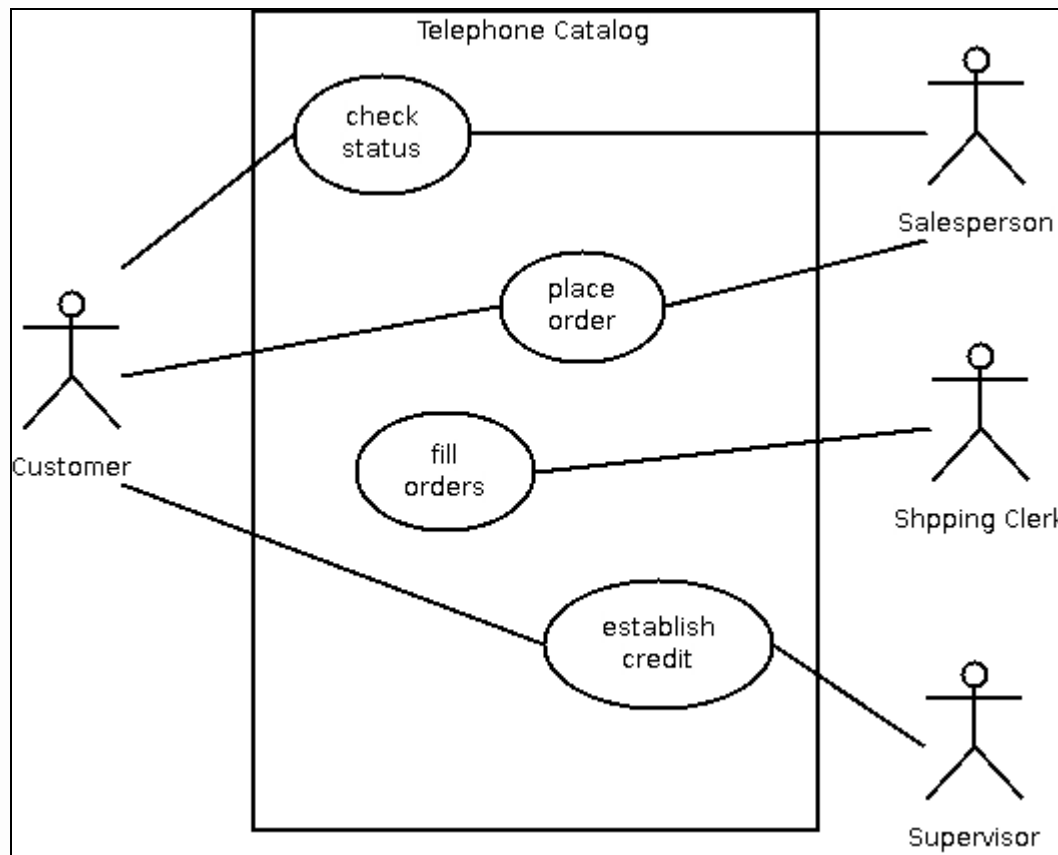 Telephone Catalog
check
status
Salesperson
place
order
Customer
fill
orders
Shpping Clerk
establish
credit
Supervisor